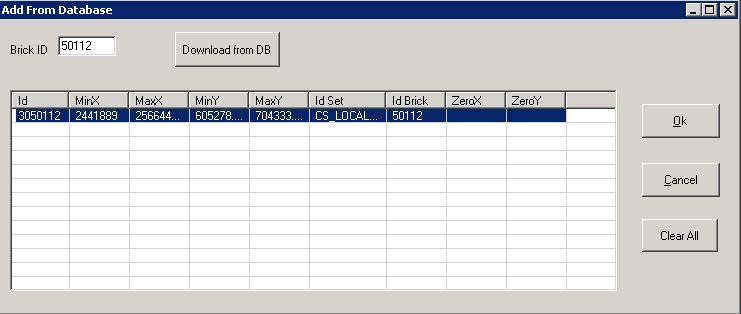 Add From Database
Brick ID 50112 Download from DB
Id MinX MaxX MinY MaxY Id Set Id Brick ZeroX ZeroY
3050112 2441889 256644... 605278.... 704333.... CS_LOCAL... 50112
Ok
Cancel
Clear All